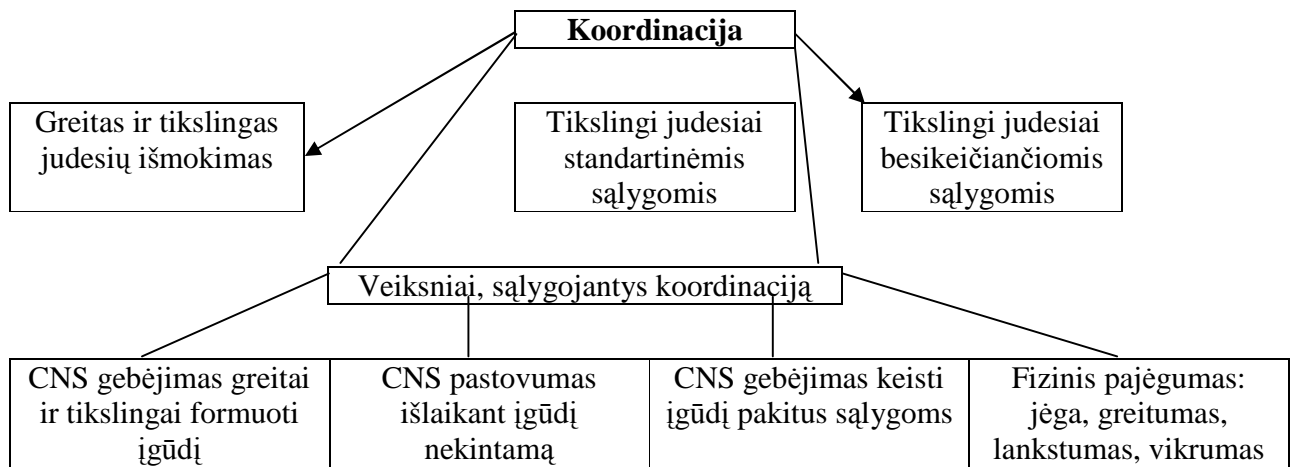 Koordinacija
Greitas ir tikslingas
judesių išmokimas
Tikslingi judesiai
standartinėmis
sąlygomis
Tikslingi judesiai
besikeičiančiomis
sąlygomis
Veiksniai, sąlygojantys koordinaciją
CNS gebėjimas greitai
ir tikslingai formuoti
įgūdį
CNS pastovumas
išlaikant įgūdį
nekintamą
CNS gebėjimas keisti
įgūdį pakitus sąlygoms
Fizinis pajėgumas:
jėga, greitumas,
lankstumas, vikrumas